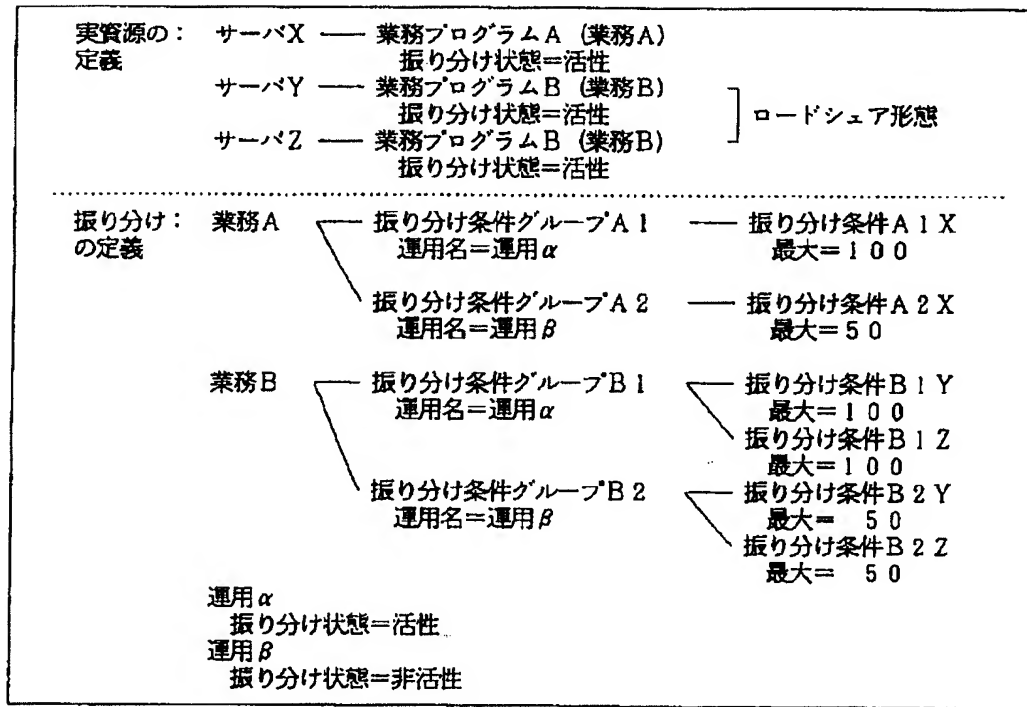 実資源の： サーバX ── 業務プログラムA（業務A）
定義 振り分け状態＝活性
サーバY ── 業務プログラムB（業務B）
振り分け状態＝活性
ロードシェア形態
サーバZ ── 業務プログラムB（業務B）
振り分け状態＝活性
振り分け： 業務A 振り分け条件グループA1 ── 振り分け条件A1X
の定義 運用名＝運用α 最大＝100
振り分け条件グループA2 ── 振り分け条件A2X
運用名＝運用β 最大＝50
業務B 振り分け条件グループB1 振り分け条件B1Y
運用名＝運用α 最大＝100
振り分け条件B1Z
最大＝100
振り分け条件グループB2 振り分け条件B2Y
運用名＝運用β 最大＝ 50
振り分け条件B2Z
最大＝ 50
運用α
振り分け状態＝活性
運用β
振り分け状態＝非活性